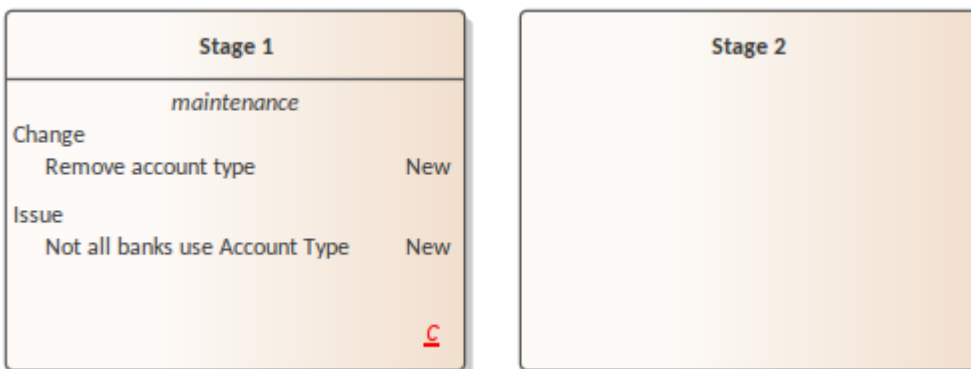 Stage 1
maintenance
Change
Remove account type New
Issue
Not all banks use Account Type New
C
Stage 2